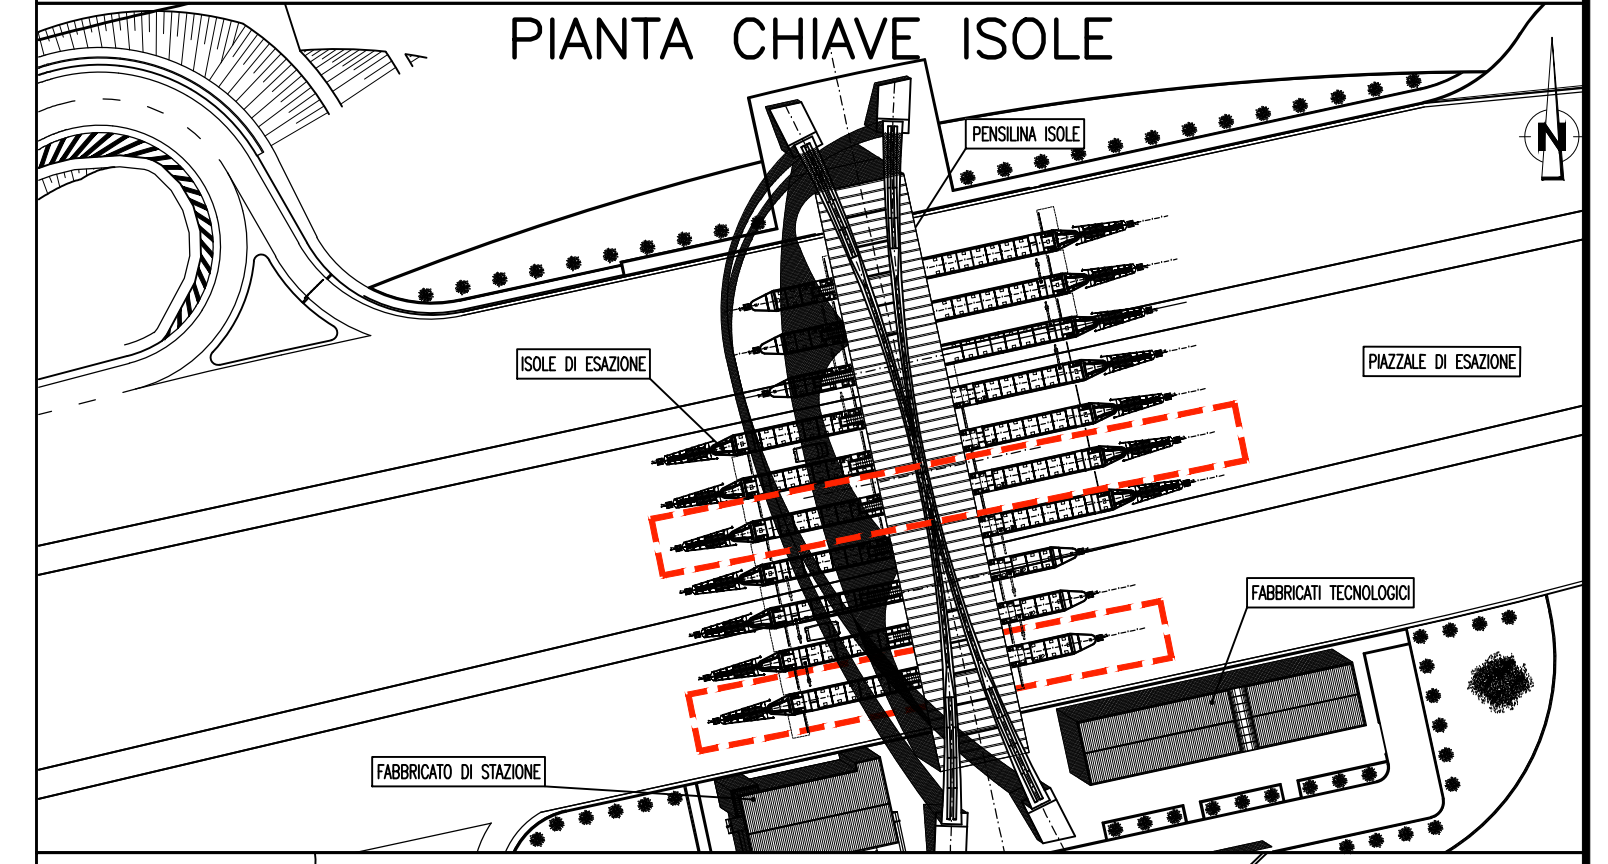 PIANTA CHIAVE ISOLE
PENSILINA ISOLE
N
ISOLE DI ESAZIONE
PIAZZALE DI ESAZIONE
FABBRICATI TECNOLOGICI
FABBRICATO DI STAZIONE